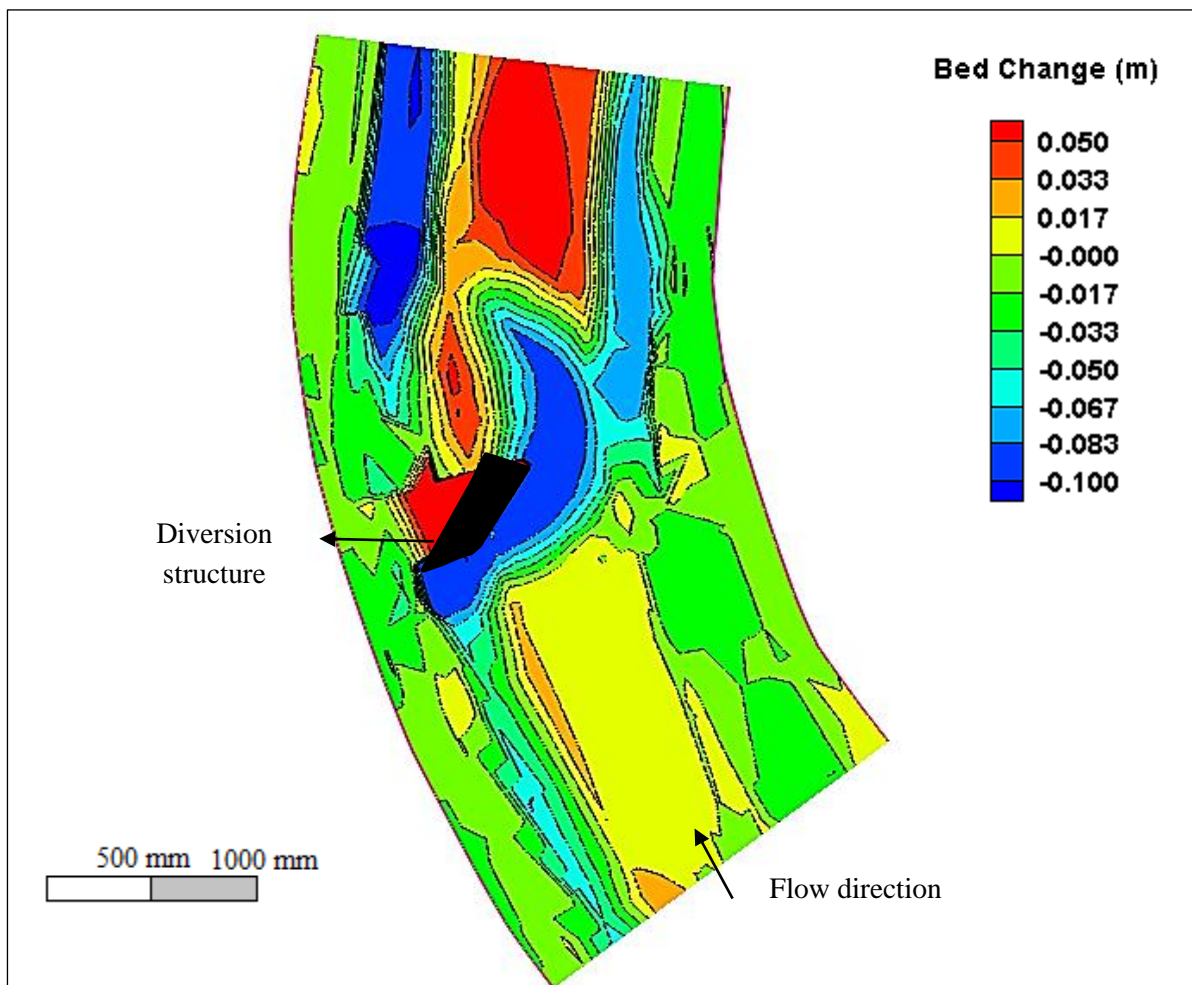 Bed Change (m)
0.050
0.033
0.017
-0.000
-0.017
-0.033
-0.050
-0.067
-0.083
-0.100
Diversion
structure
500 mm 1000 mm
Flow direction